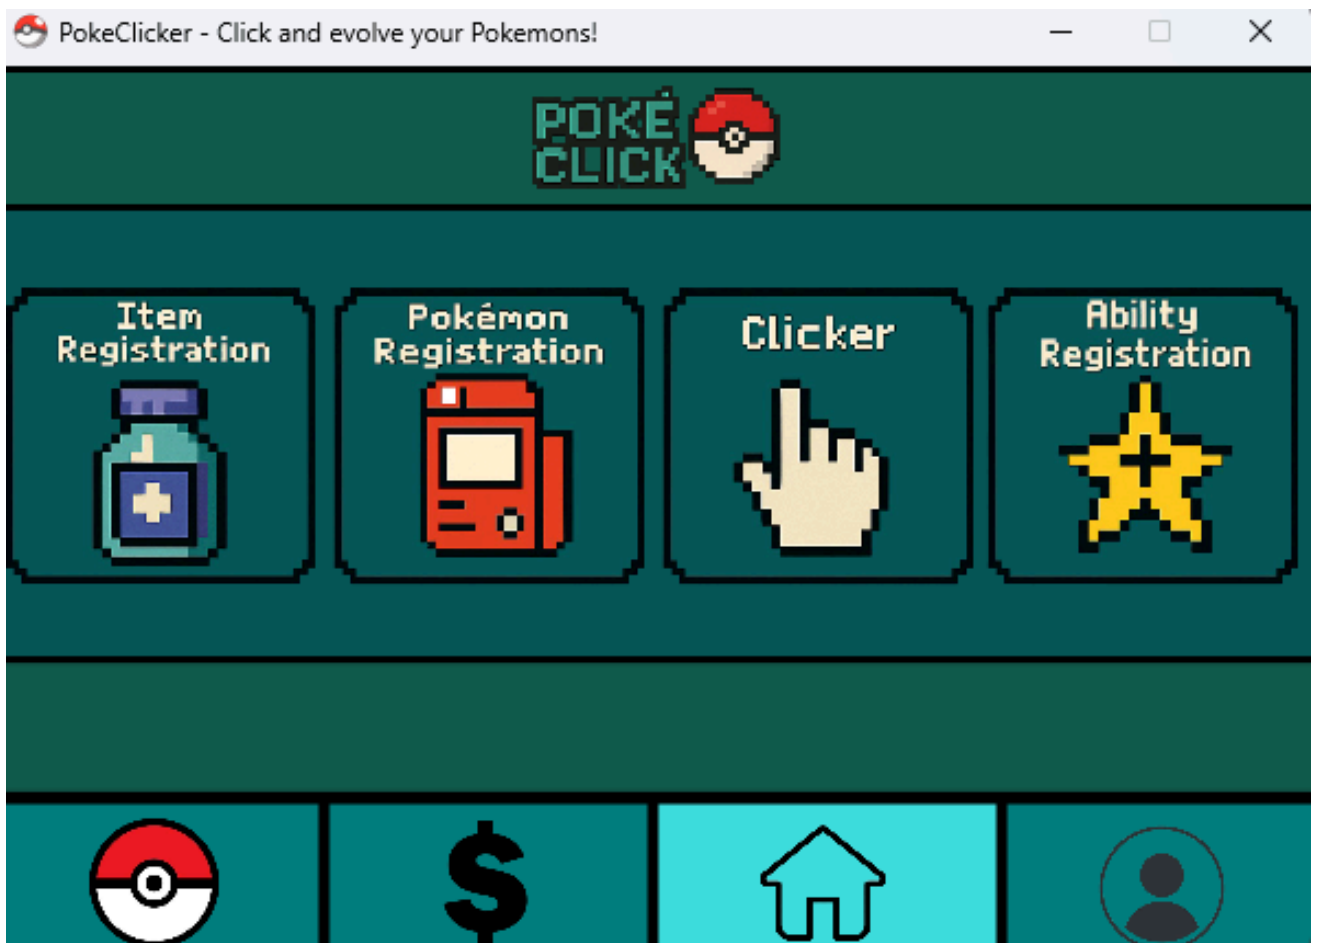 PokeClicker - Click and evolve your Pokemons!
POKÉ
CLICK
Item
Registration
Pokémon
Registration
Clicker
Ability
Registration
$